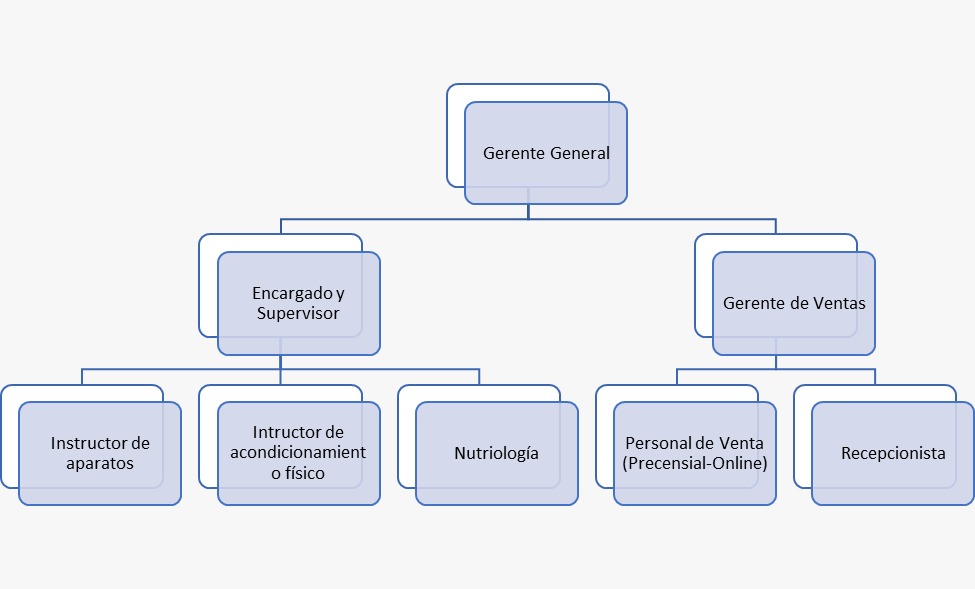 Gerente General
Encargado y
Supervisor
Gerente de Ventas
Instructor de
aparatos
Intructor de
acondicionamient
o físico
Nutriología
Personal de Venta
(Precensial-Online)
Recepcionista